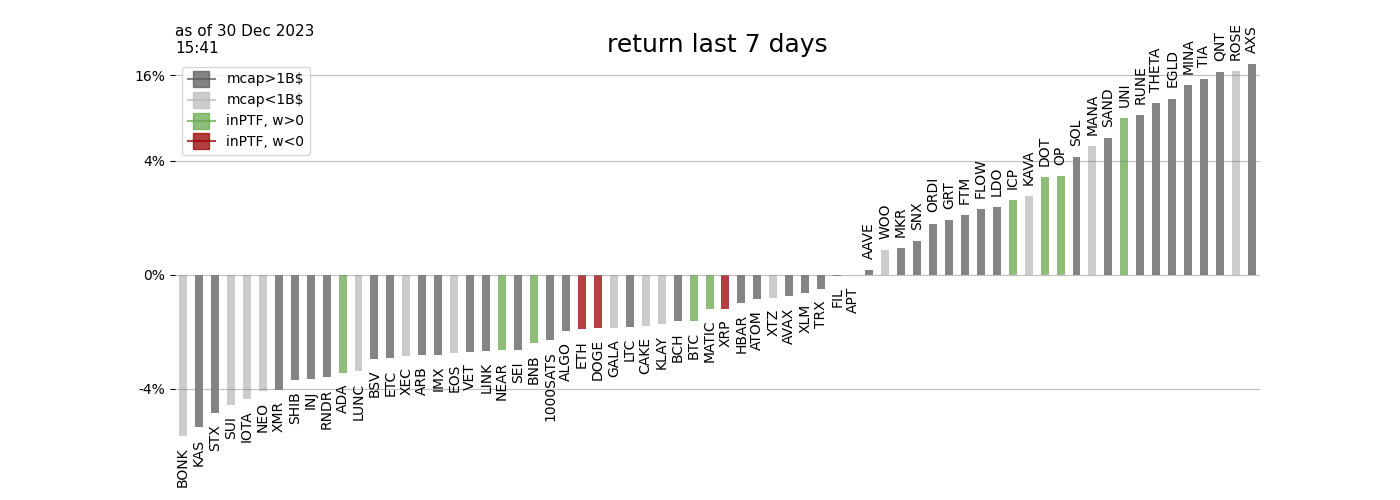 as of 30 Dec 2023
15:41
return last 7 days
mcap>1B$
mcap<1B$
inPTF, w>0
inPTF, w<0
16%
4%
0%
-4%
BONK
KAS
STX
SUI
IOTA
NEO
XMR
SHIB
INJ
RNDR
ADA
LUNC
BSV
ETC
XEC
ARB
IMX
EOS
VET
LINK
NEAR
SEI
BNB
1000SATS
ALGO
ETH
DOGE
GALA
LTC
CAKE
KLAY
BCH
BTC
MATIC
XRP
HBAR
ATOM
XTZ
AVAX
XLM
TRX
FIL
APT
AAVE
WOO
MKR
SNX
ORDI
GRT
FTM
FLOW
LDO
ICP
KAVA
DOT
OP
SOL
MANA
SAND
UNI
RUNE
THETA
EGLD
MINA
TIA
QNT
ROSE
AXS